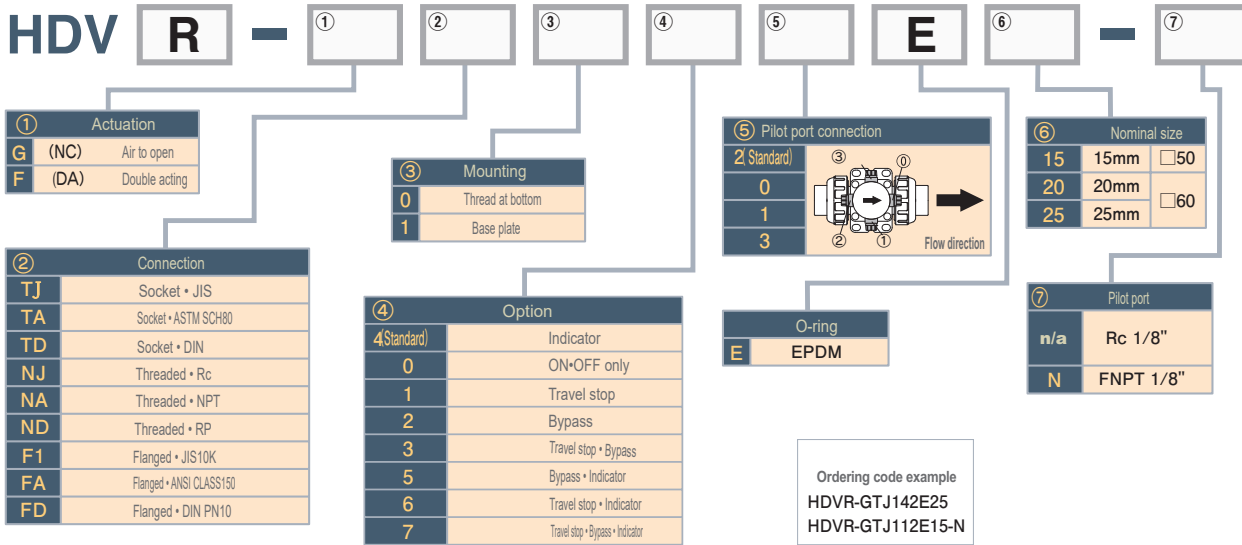 HDV R - ① ② ③ ④ ⑤ E ⑥ - ⑦
① Actuation
G (NC) Air to open
F (DA) Double acting
② Connection
TJ Socket • JIS
TA Socket • ASTM SCH80
TD Socket • DIN
NJ Threaded • Rc
NA Threaded • NPT
ND Threaded • RP
F1 Flanged • JIS10K
FA Flanged • ANSI CLASS150
FD Flanged • DIN PN10
③ Mounting
0 Thread at bottom
1 Base plate
④ Option
4(Standard) Indicator
0 ON•OFF only
1 Travel stop
2 Bypass
3 Travel stop • Bypass
5 Bypass • Indicator
6 Travel stop • Indicator
7 Travel stop • Bypass • Indicator
⑤ Pilot port connection
2(Standard)
0
1
3
③ ⓪
② ①
Flow direction
O-ring
E EPDM
⑥ Nominal size
15 15mm □50
20 20mm □60
25 25mm
⑦ Pilot port
n/a Rc 1/8"
N FNPT 1/8"
Ordering code example
HDVR-GTJ142E25
HDVR-GTJ112E15-N